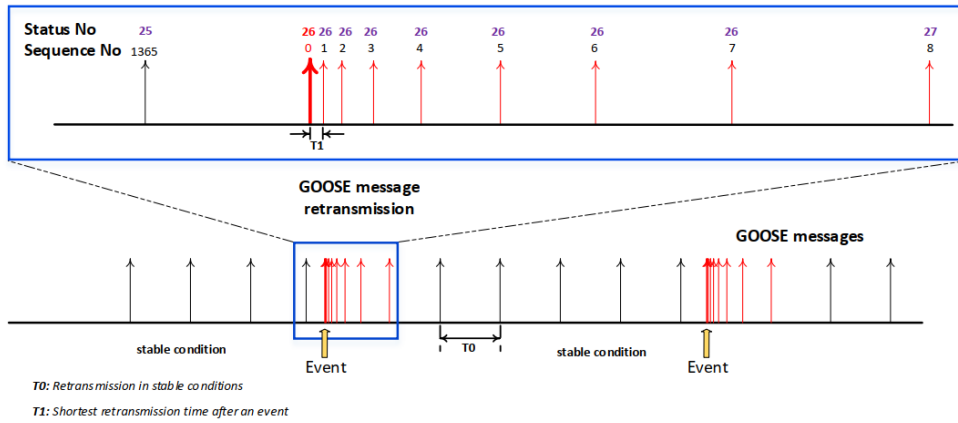 Status No 25 26 26 26 26 26 26 26 26 27
Sequence No 1365 0 1 2 3 4 5 6 7 8
T1
GOOSE message
retransmission
GOOSE messages
stable condition
T0
stable condition
Event
Event
T0: Retransmission in stable conditions
T1: Shortest retransmission time after an event